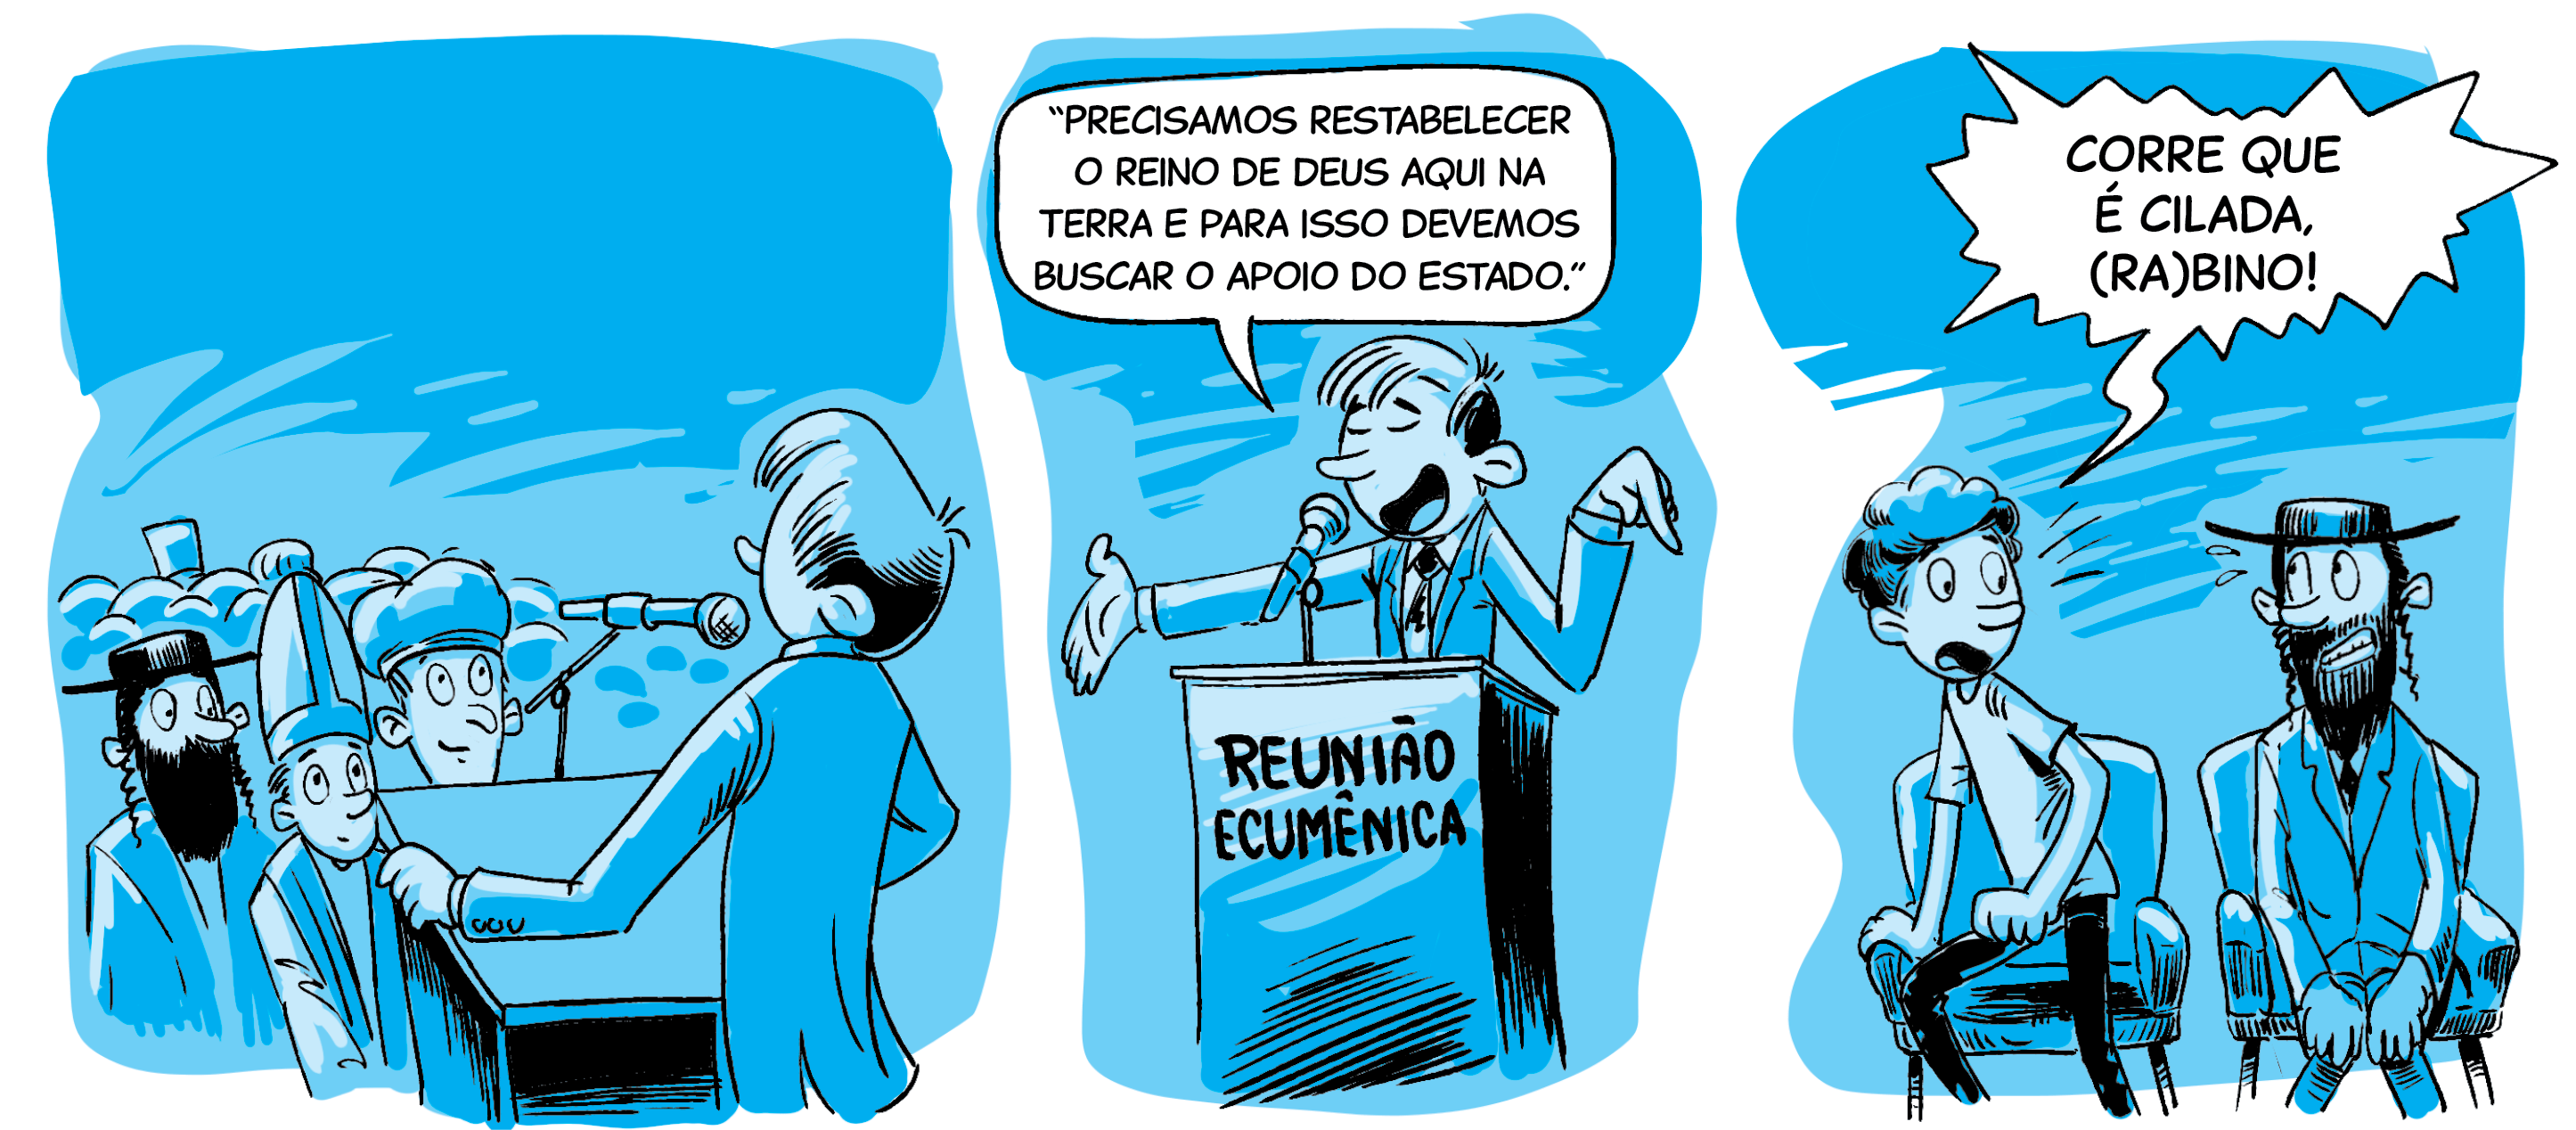 “PRECISAMOS RESTABELECER
O REINO DE DEUS AQUI NA
TERRA E PARA ISSO DEVEMOS
BUSCAR O APOIO DO ESTADO.”
REUNIÃO
ECUMÊNICA
CORRE QUE
É CILADA,
(RA)BINO!